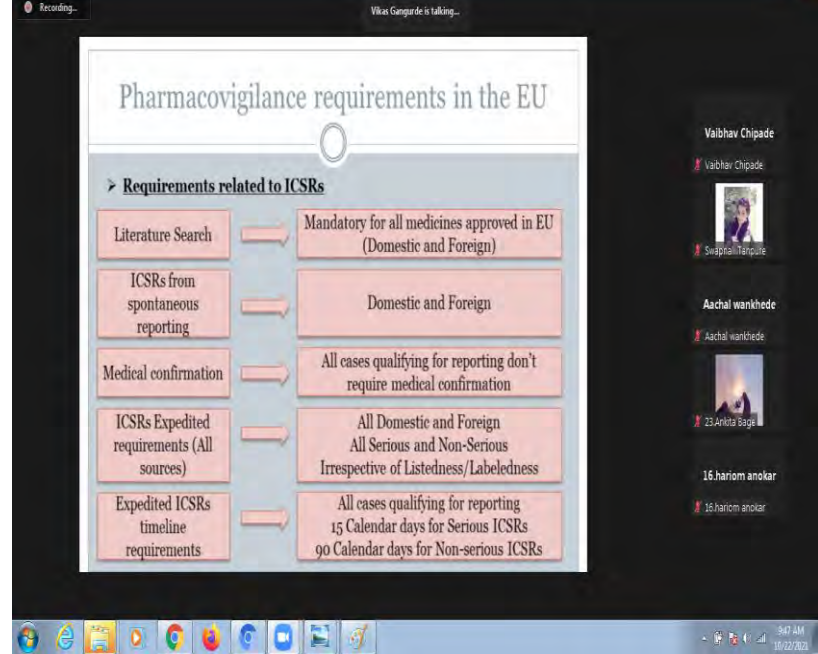 Recording...
Vikas Gangurde is talking...
Pharmacovigilance requirements in the EU
➢ Requirements related to ICSRs
Literature Search
Mandatory for all medicines approved in EU
(Domestic and Foreign)
ICSRs from
spontaneous
reporting
Domestic and Foreign
Medical confirmation
All cases qualifying for reporting don't
require medical confirmation
ICSRs Expedited
requirements (All
sources)
All Domestic and Foreign
All Serious and Non-Serious
Irrespective of Listedness/Labeledness
Expedited ICSRs
timeline
requirements
All cases qualifying for reporting
15 Calendar days for Serious ICSRs
90 Calendar days for Non-serious ICSRs
Vaibhav Chipade
Vaibhav Chipade
Swapnali Tanpure
Aachal wankhede
Aachal wankhede
23.Ankita Bage
16.hariom anokar
16.hariom anokar
9:47 AM
10/22/2021